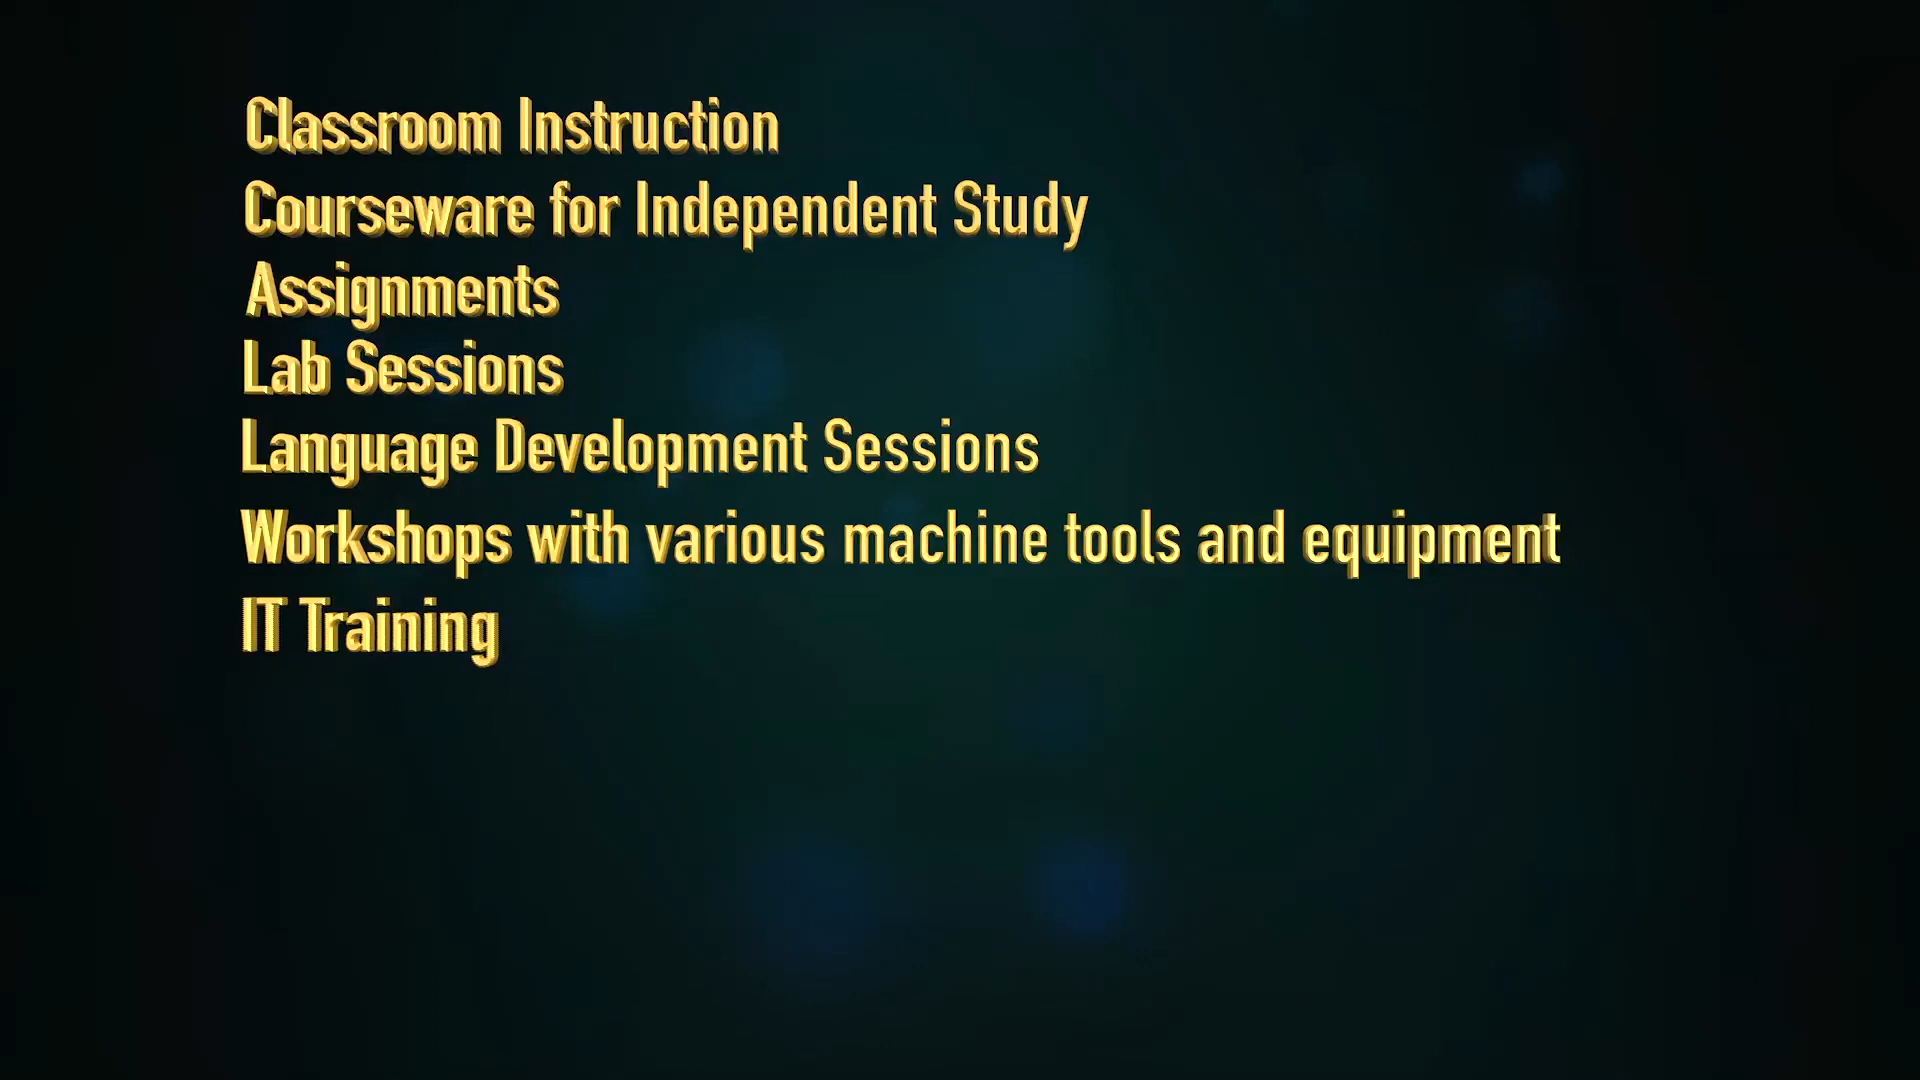 Classroom Instruction
Courseware for Independent Study
Assignments
Lab Sessions
Language Development Sessions
Workshops with various machine tools and equipment
IT Training